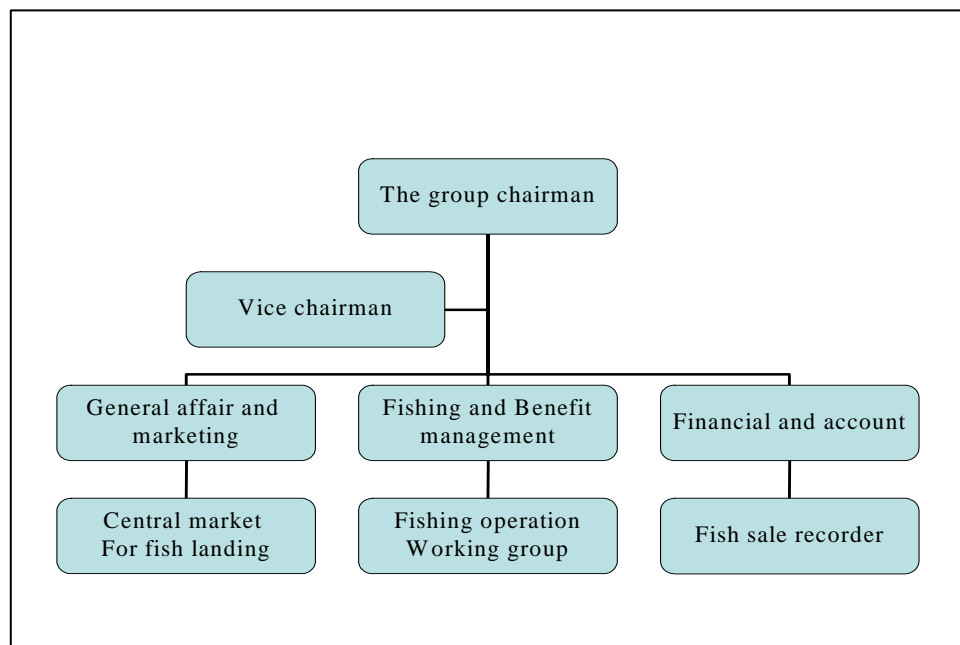 The group chairman
Vice chairman
General affair and
marketing
Fishing and Benefit
management
Financial and account
Central market
For fish landing
Fishing operation
Working group
Fish sale recorder